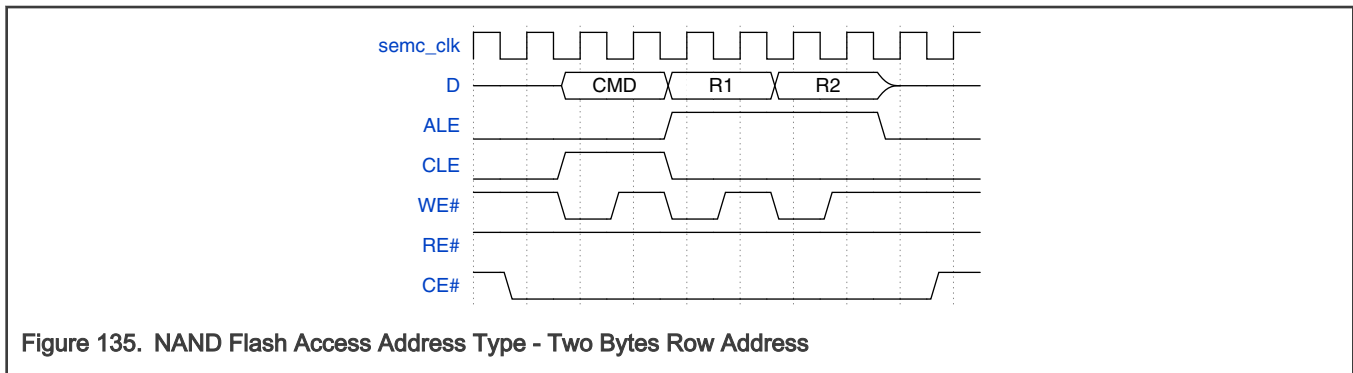 semc_clk
D CMD R1 R2
ALE
CLE
WE#
RE#
CE#
Figure 135. NAND Flash Access Address Type - Two Bytes Row Address